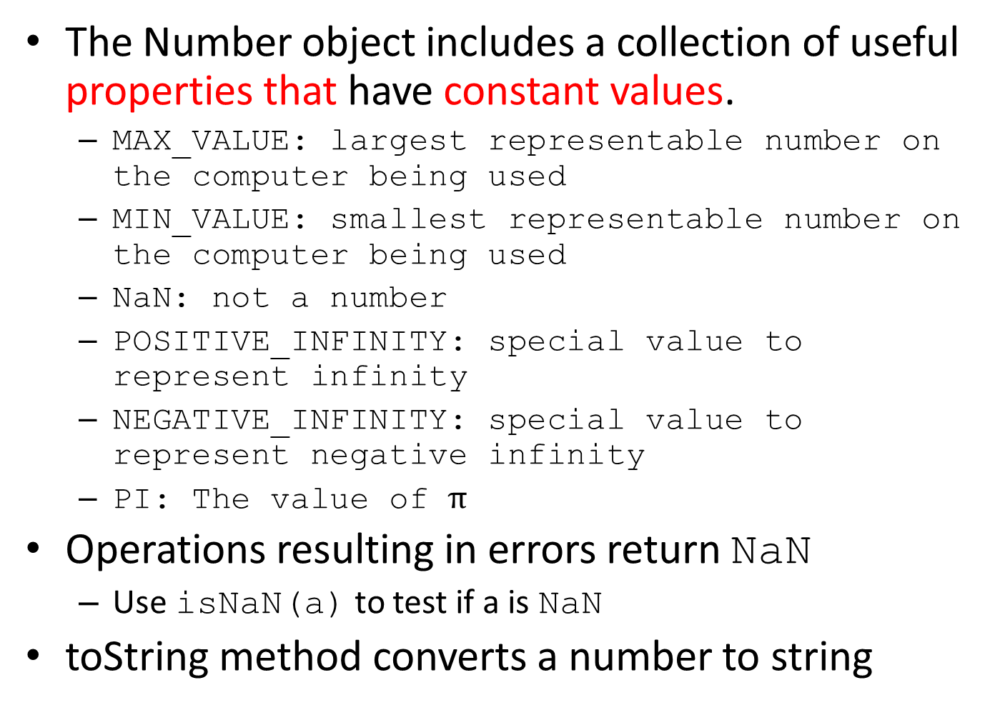 • The Number object includes a collection of useful
properties that have constant values.
– MAX_VALUE: largest representable number on
the computer being used
– MIN_VALUE: smallest representable number on
the computer being used
– NaN: not a number
– POSITIVE_INFINITY: special value to
represent infinity
– NEGATIVE_INFINITY: special value to
represent negative infinity
– PI: The value of π
• Operations resulting in errors return NaN
– Use isNaN(a) to test if a is NaN
• toString method converts a number to string